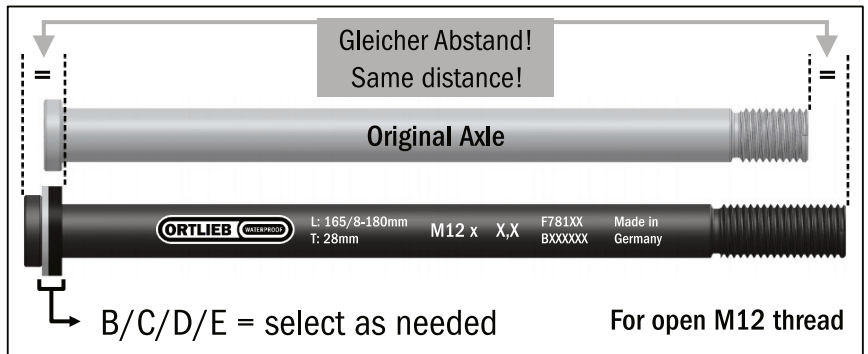 Gleicher Abstand!
Same distance!
= =
Original Axle
ORTLIEB WATERPROOF L: 165/8-180mm M12 x X,X F781XX Made in
T: 28mm BXXXXXX Germany
B/C/D/E = select as needed For open M12 thread